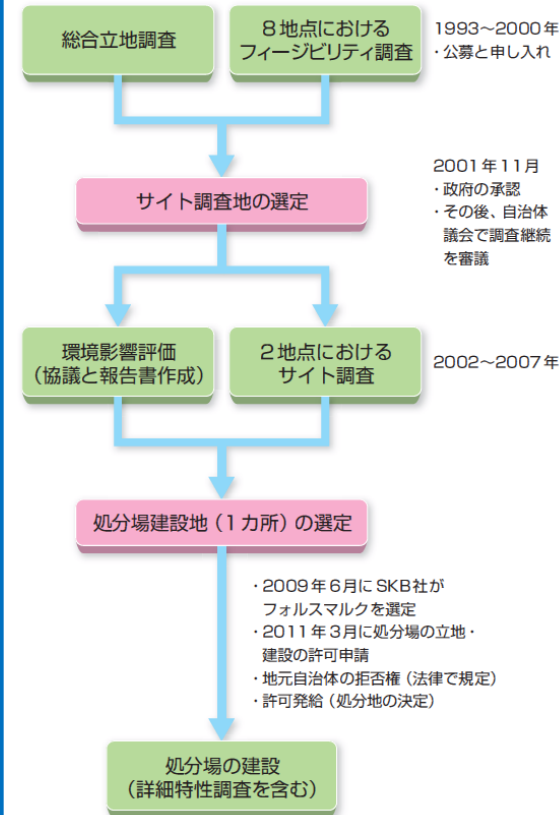 総合立地調査
8地点における
フィージビリティ調査
1993～2000年
・公募と申し入れ
サイト調査地の選定
2001年11月
・政府の承認
・その後、自治体
議会で調査継続
を審議
環境影響評価
（協議と報告書作成）
2地点における
サイト調査
2002～2007年
処分場建設地（1カ所）の選定
・2009年6月にSKB社が
フォルスマルクを選定
・2011年3月に処分場の立地・
建設の許可申請
・地元自治体の拒否権（法律で規定）
・許可発給（処分地の決定）
処分場の建設
（詳細特性調査を含む）